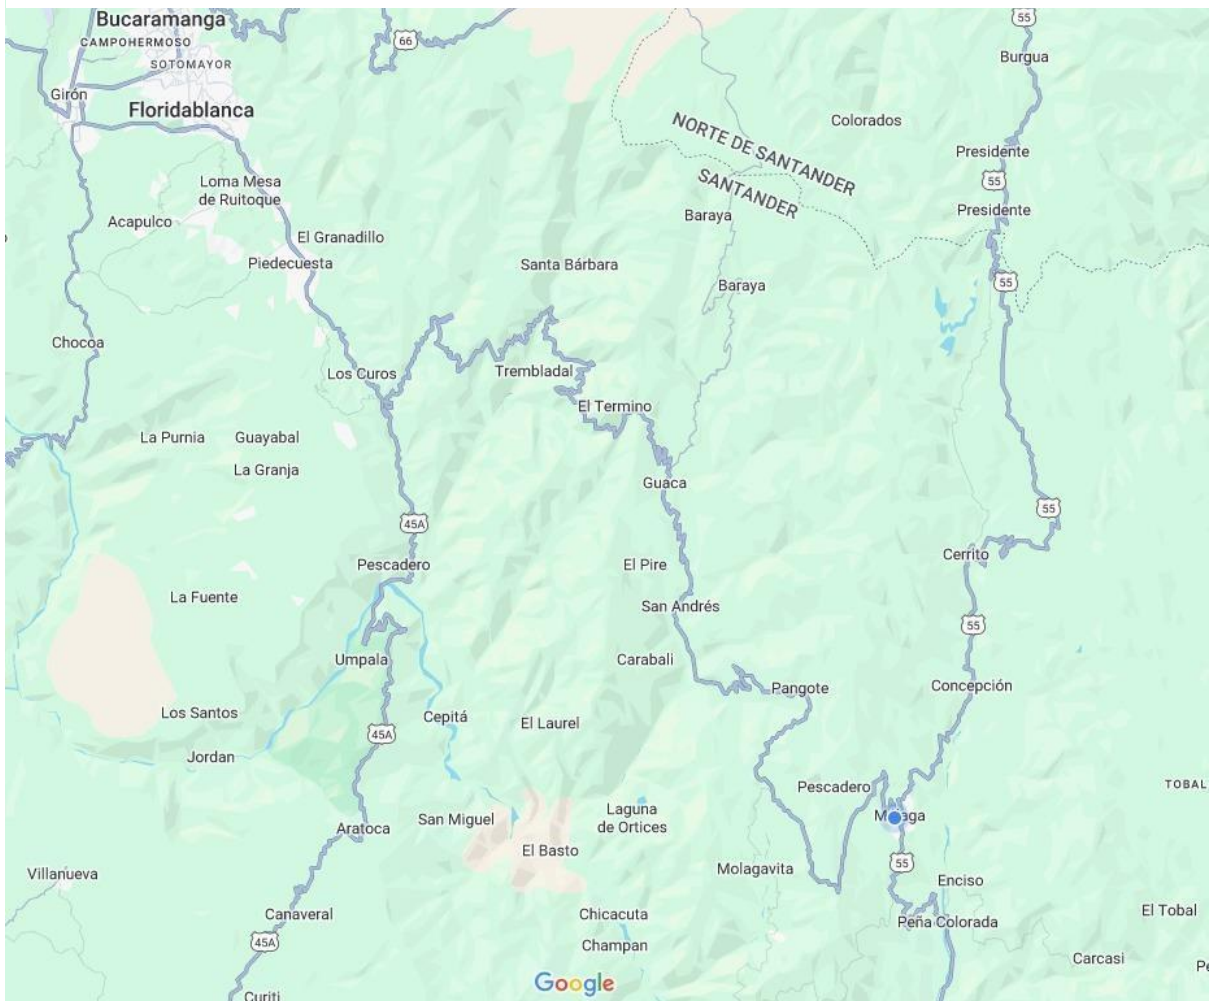 Bucaramanga
CAMPOHERMOSO
SOTOMAYOR
66
55
Burgua
Girón
Floridablanca
Colorados
NORTE DE SANTANDER
SANTANDER
Presidente
55
Presidente
Loma Mesa
de Ruitoque
Acapulco
El Granadillo
Piedecuesta
Baraya
Santa Bárbara
Baraya
55
Chocoa
Los Curos
Trembladal
El Termino
La Purnia
Guayabal
La Granja
Guaca
45A
55
Cerrito
Pescadero
El Pire
La Fuente
San Andrés
55
Umpala
Carabali
Pangote
Concepción
Los Santos
Cepitá
El Laurel
45A
Jordan
Pescadero
TOBAL
Laguna
de Ortices
San Miguel
Aratoca
El Basto
55
Molagavita
Villanueva
Enciso
Canaveral
Chicacuta
El Tobal
Peña Colorada
45A
Champan
Carcasi
Google
Curiti